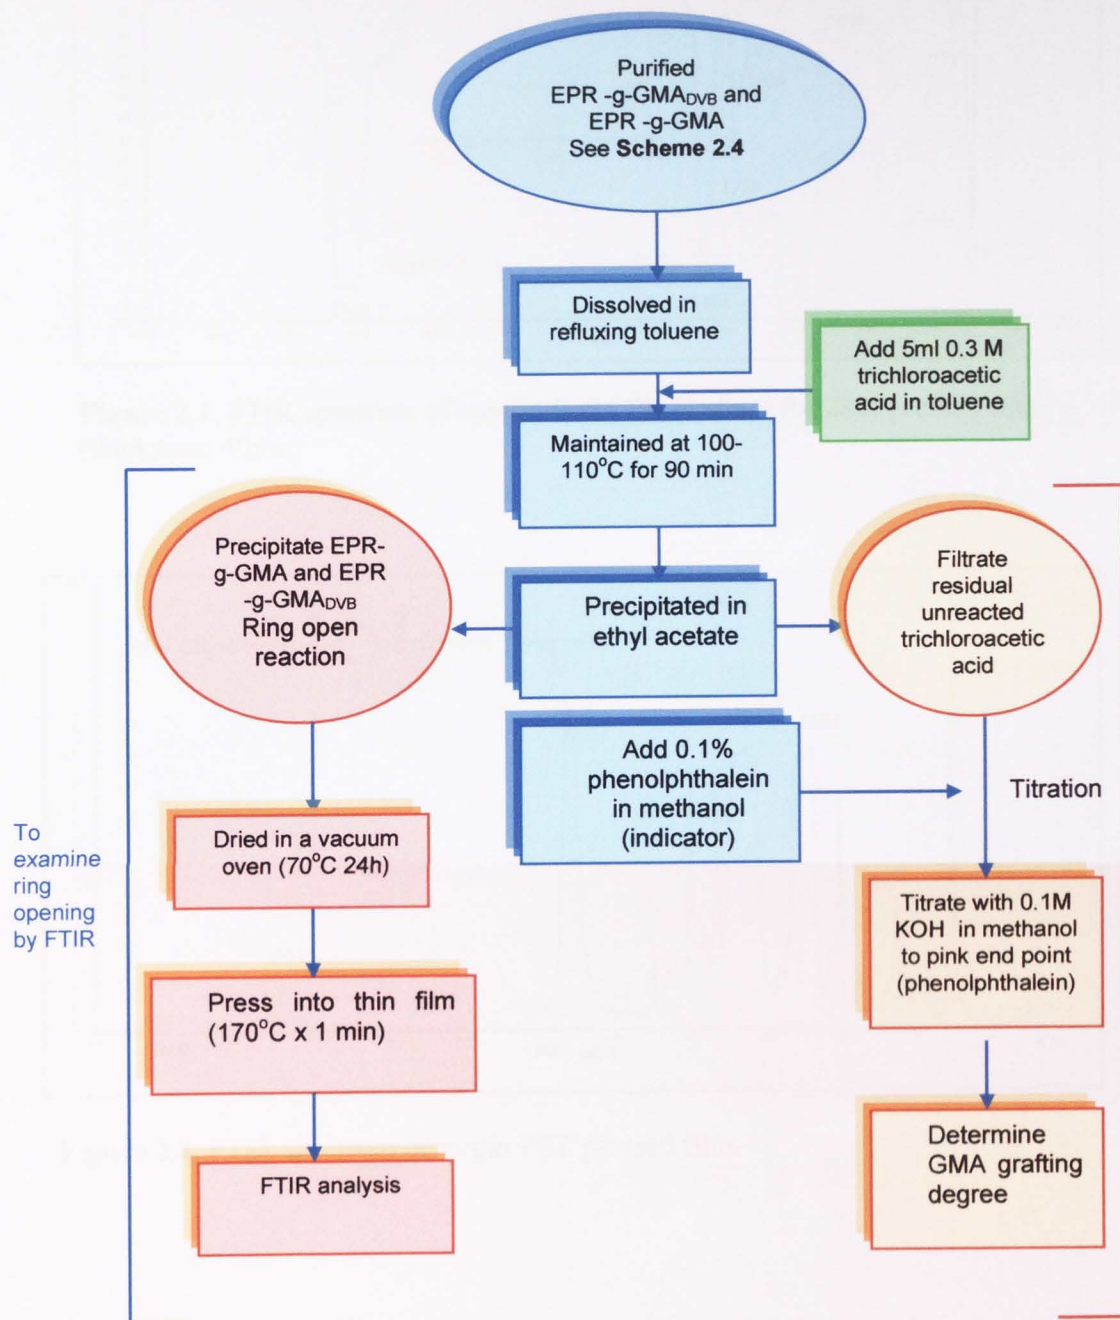 Purified
EPR -g-GMADVB and
EPR -g-GMA
See Scheme 2.4
Dissolved in
refluxing toluene
Add 5ml 0.3 M
trichloroacetic
acid in toluene
Maintained at 100-
110°C for 90 min
Precipitate EPR-
g-GMA and EPR
-g-GMADVB
Ring open
reaction
Precipitated in
ethyl acetate
Filtrate
residual
unreacted
trichloroacetic
acid
Add 0.1%
phenolphthalein
in methanol
(indicator)
Titration
To
examine
ring
opening
by FTIR
Dried in a vacuum
oven (70°C 24h)
Titrate with 0.1M
KOH in methanol
to pink end point
(phenolphthalein)
Press into thin film
(170°C x 1 min)
Determine
GMA grafting
degree
FTIR analysis